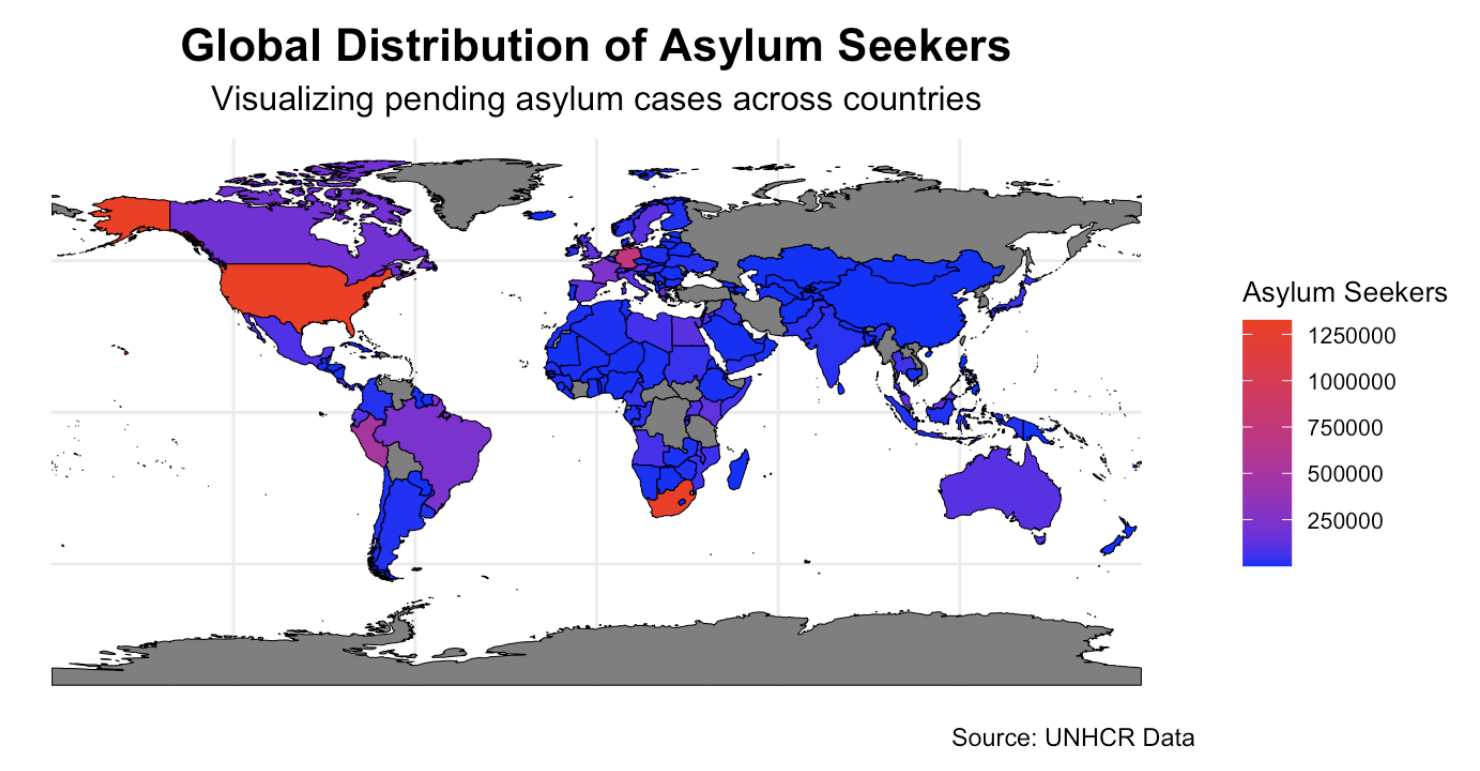 Global Distribution of Asylum Seekers
Visualizing pending asylum cases across countries
Asylum Seekers
1250000
1000000
750000
500000
250000
Source: UNHCR Data